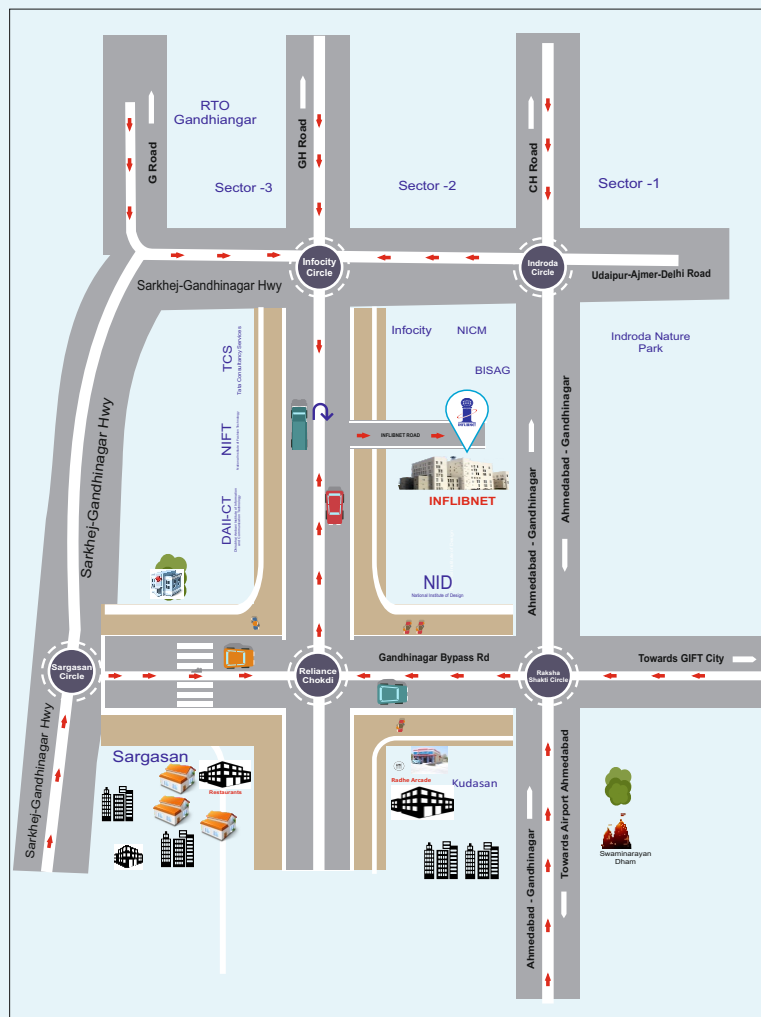 RTO
Gandhiangar
G Road
GH Road
CH Road
Sector -3
Sector -2
Sector -1
Infocity
Circle
Indroda
Circle
Udaipur-Ajmer-Delhi Road
Sarkhej-Gandhinagar Hwy
Infocity
NICM
BISAG
Indroda Nature
Park
TCS
Tata Consultancy Services
NIFT
DAII-CT
INFLIBNET ROAD
INFLIBNET
INFLIBNET
Ahmedabad - Gandhinagar
Ahmedabad - Gandhinagar
Sarkhej-Gandhinagar Hwy
NID
National Institute of Design
Sargasan
Circle
Reliance
Chokdi
Gandhinagar Bypass Rd
Raksha
Shakti Circle
Towards GIFT City
Sarkhej-Gandhinagar Hwy
Sargasan
Restaurants
Radhe Arcade
Kudasan
Ahmedabad - Gandhinagar
Towards Airport Ahmedabad
Swaminarayan
Dham